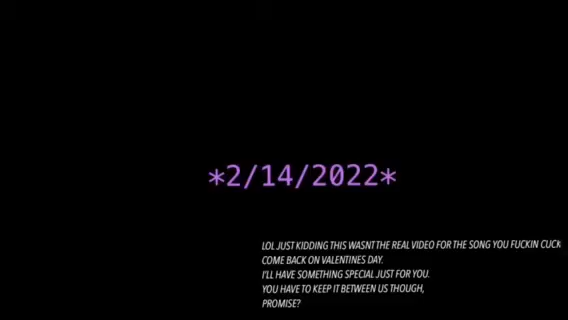 *2/14/2022*
LOL JUST KIDDING THIS WASNT THE REAL VIDEO FOR THE SONG YOU FUCKIN CUCK
COME BACK ON VALENTINES DAY.
I'LL HAVE SOMETHING SPECIAL JUST FOR YOU.
YOU HAVE TO KEEP IT BETWEEN US THOUGH,
PROMISE?